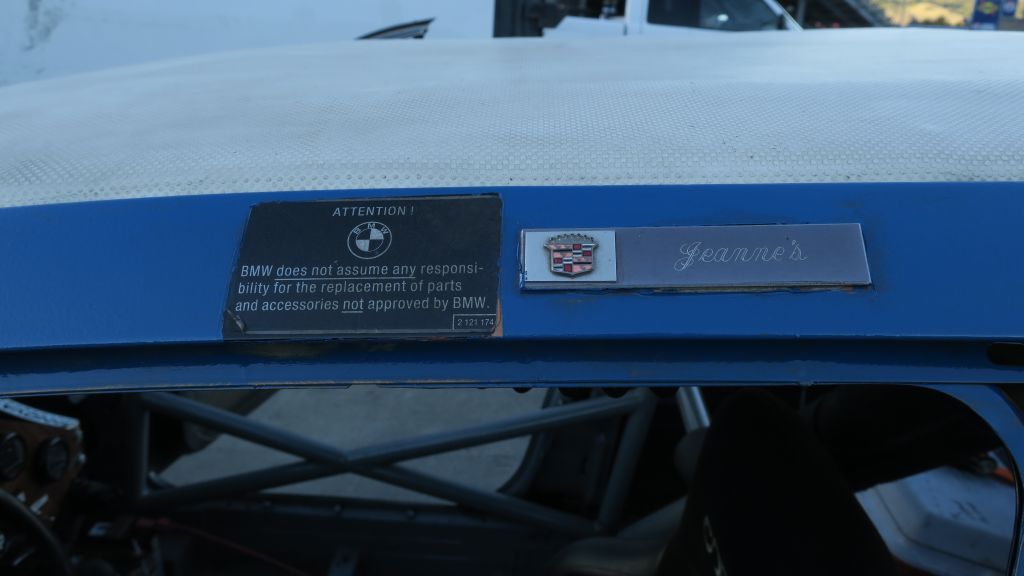 ATTENTION !
BMW
BMW does not assume any responsi-
bility for the replacement of parts
and accessories not approved by BMW.
2 121 174
Jeanne's